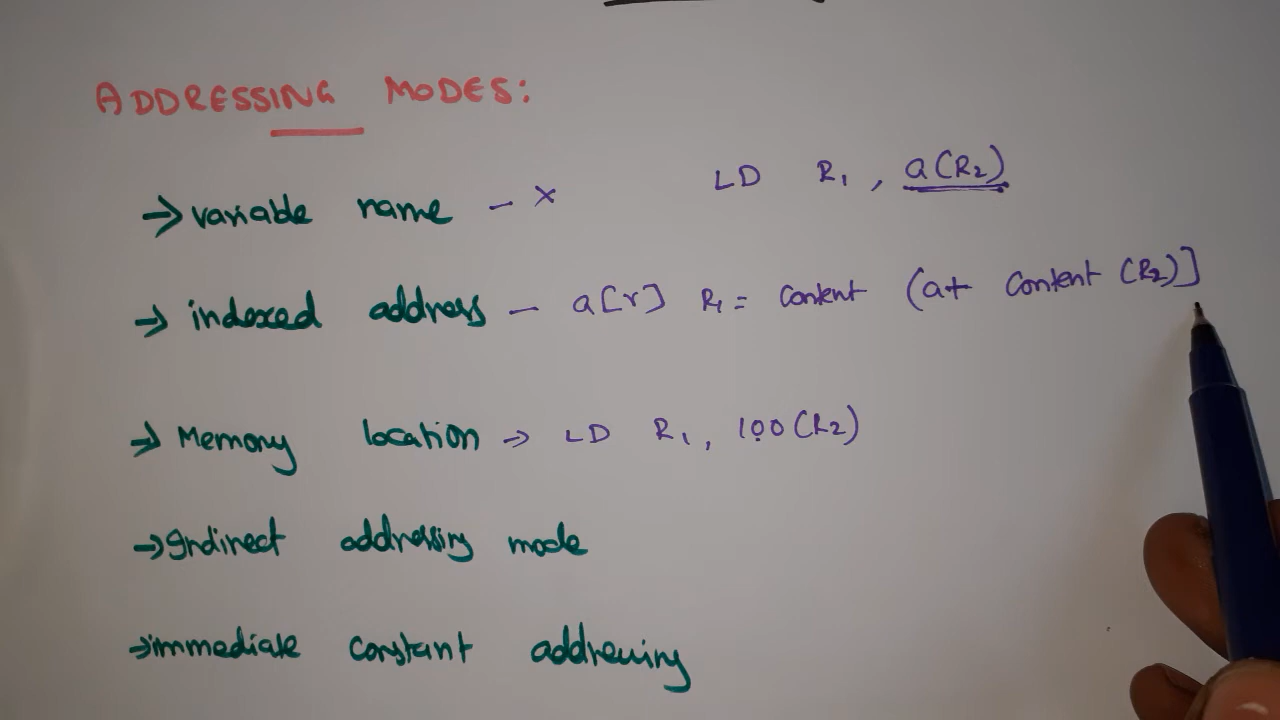 ADDRESSING MODES:
→ variable name – x LD R1, a(R2)
→ indexed address – a[r] R1 = content (a+ content (R2)]
→ Memory location → LD R1, 100(R2)
→ Indirect addressing mode
→ immediate constant addressing